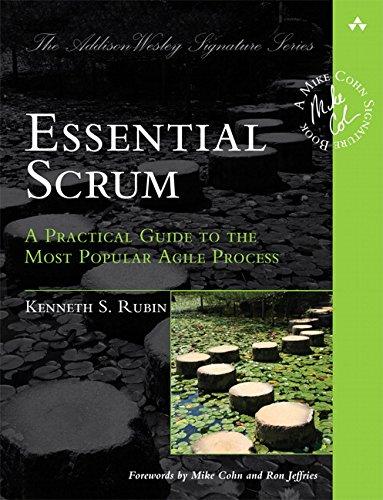 The Addison Wesley Signature Series
A MIKE COHN SIGNATURE BOOK
Mike Cohn
ESSENTIAL
SCRUM
A PRACTICAL GUIDE TO THE
MOST POPULAR AGILE PROCESS
KENNETH S. RUBIN
Forewords by Mike Cohn and Ron Jeffries